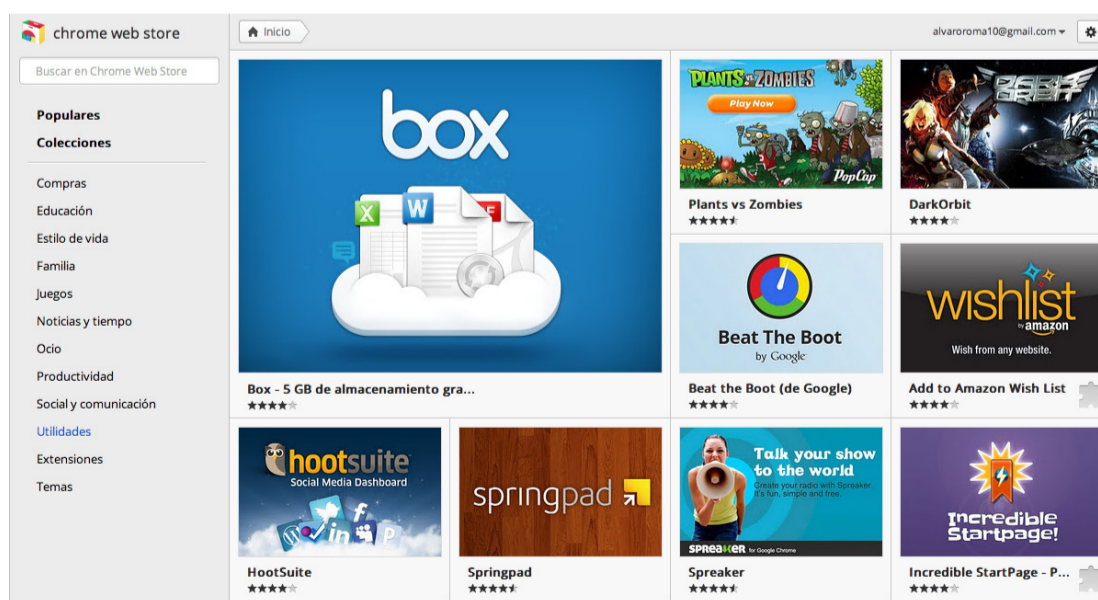 chrome web store
Inicio
alvaroroma10@gmail.com
Buscar en Chrome Web Store
Populares
Colecciones
Compras
Educación
Estilo de vida
Familia
Juegos
Noticias y tiempo
Ocio
Productividad
Social y comunicación
Utilidades
Extensiones
Temas
box
X
W
Box - 5 GB de almacenamiento gra...
PLANTS vs. ZOMBIES
Play Now
PopCap
Plants vs Zombies
DARK ORBIT
DarkOrbit
Beat The Boot
by Google
Beat the Boot (de Google)
wishlist
by amazon
Wish from any website.
Add to Amazon Wish List
hootsuite
Social Media Dashboard
f
in
P
HootSuite
springpad
Springpad
Talk your show
to the world
Create your radio with Spreaker.
It's fun, simple and free.
SPREAKER for Google Chrome
Spreaker
Incredible
Startpage!
Incredible StartPage - P...